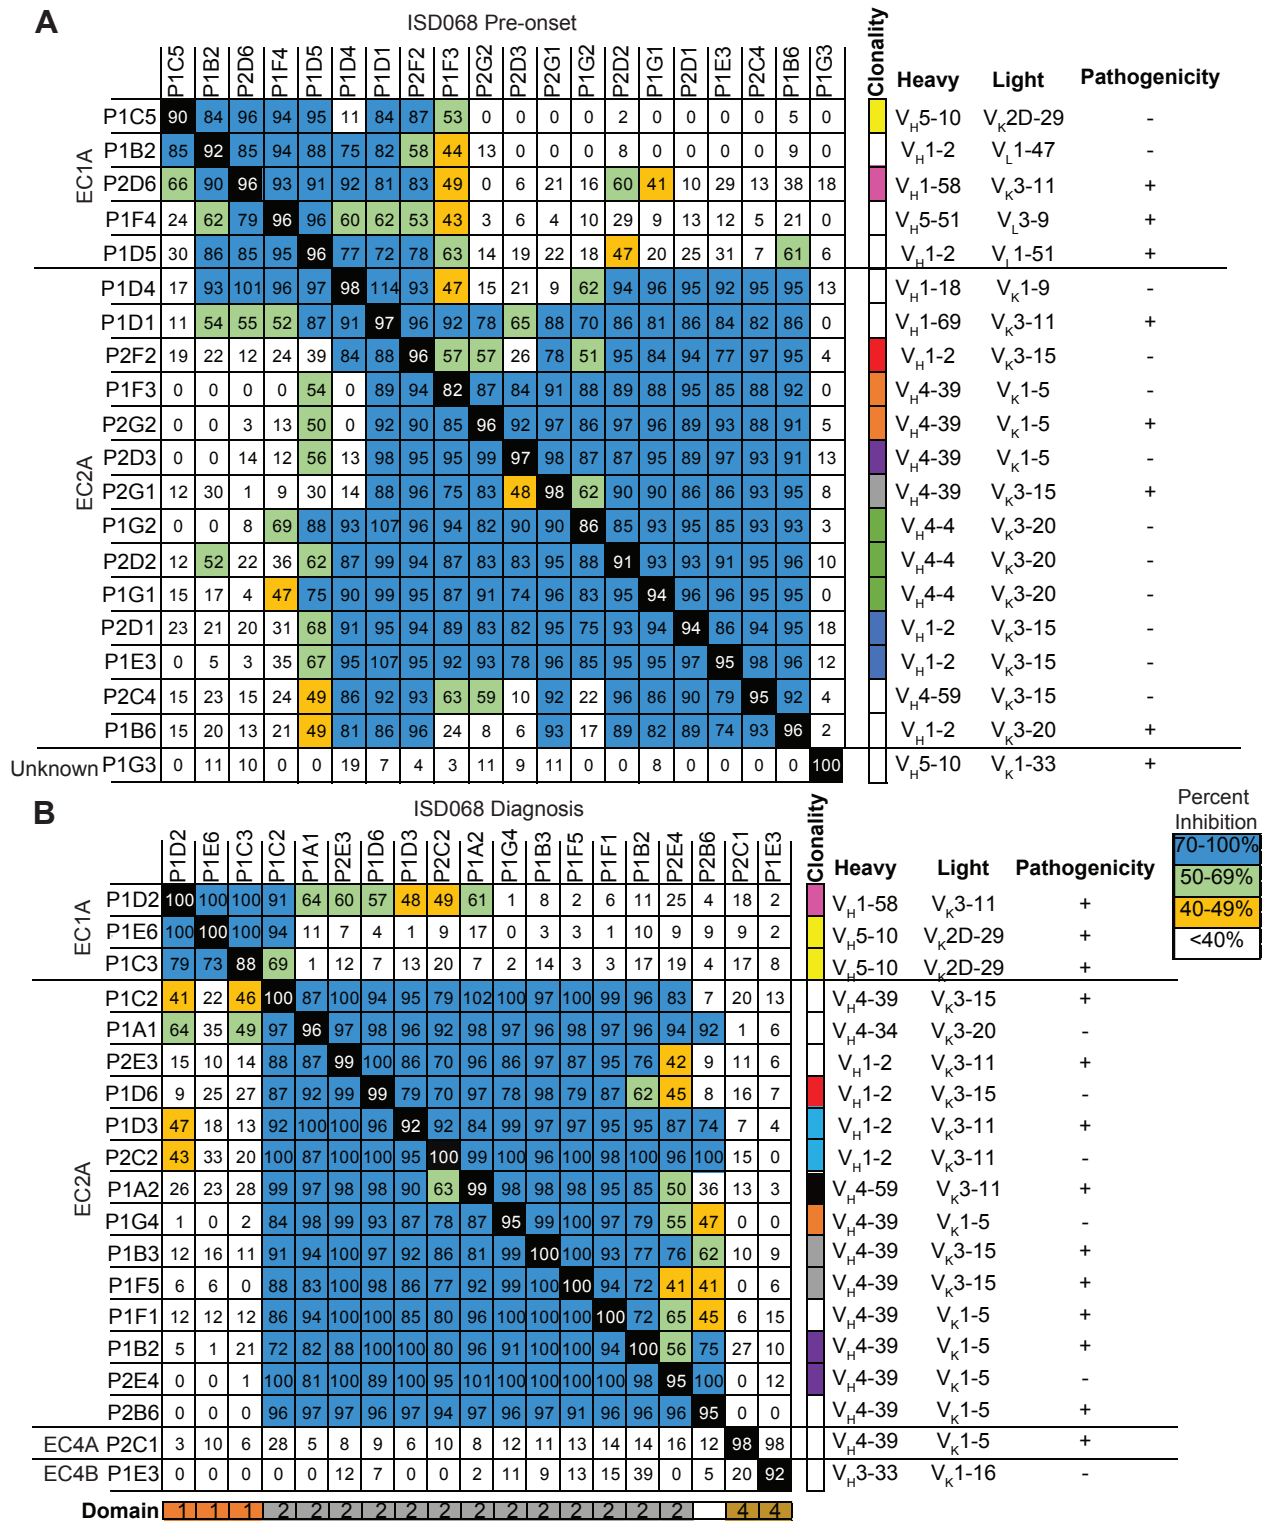 A
ISD068 Pre-onset
P1C5 P1B2 P2D6 P1F4 P1D5 P1D4 P1D1 P2F2 P1F3 P2G2 P2D3 P2G1 P1G2 P2D2 P1G1 P2D1 P1E3 P2C4 P1B6 P1G3 Clonality Heavy Light Pathogenicity
EC1A
P1C5 90 84 96 94 95 11 84 87 53 0 0 0 0 2 0 0 0 0 5 0 VH5-10 VK2D-29 -
P1B2 85 92 85 94 88 75 82 58 44 13 0 0 0 8 0 0 0 0 9 0 VH1-2 VL1-47 -
P2D6 66 90 96 93 91 92 81 83 49 0 6 21 16 60 41 10 29 13 38 18 VH1-58 VK3-11 +
P1F4 24 62 79 96 96 60 62 53 43 3 6 4 10 29 9 13 12 5 21 0 VH5-51 VL3-9 +
P1D5 30 86 85 95 96 77 72 78 63 14 19 22 18 47 20 25 31 7 61 6 VH1-2 VL1-51 +
EC2A
P1D4 17 93 101 96 97 98 114 93 47 15 21 9 62 94 96 95 92 95 95 13 VH1-18 VK1-9 -
P1D1 11 54 55 52 87 91 97 96 92 78 65 88 70 86 81 86 84 82 86 0 VH1-69 VK3-11 +
P2F2 19 22 12 24 39 84 88 96 57 57 26 78 51 95 84 94 77 97 95 4 VH1-2 VK3-15 -
P1F3 0 0 0 0 54 0 89 94 82 87 84 91 88 89 88 95 85 88 92 0 VH4-39 VK1-5 -
P2G2 0 0 3 13 50 0 92 90 85 96 92 97 86 97 96 89 93 88 91 5 VH4-39 VK1-5 +
P2D3 0 0 14 12 56 13 98 95 95 99 97 98 87 87 95 89 97 93 91 13 VH4-39 VK1-5 -
P2G1 12 30 1 9 30 14 88 96 75 83 48 98 62 90 90 86 86 93 95 8 VH4-39 VK3-15 +
P1G2 0 0 8 69 88 93 107 96 94 82 90 90 86 85 93 95 85 93 93 3 VH4-4 VK3-20 -
P2D2 12 52 22 36 62 87 99 94 87 83 83 95 88 91 93 93 91 95 96 10 VH4-4 VK3-20 -
P1G1 15 17 4 47 75 90 99 95 87 91 74 96 83 95 94 96 96 95 95 0 VH4-4 VK3-20 -
P2D1 23 21 20 31 68 91 95 94 89 83 82 95 75 93 94 94 86 94 95 18 VH1-2 VK3-15 -
P1E3 0 5 3 35 67 95 107 95 92 93 78 96 85 95 95 97 95 98 96 12 VH1-2 VK3-15 -
P2C4 15 23 15 24 49 86 92 93 63 59 10 92 22 96 86 90 79 95 92 4 VH4-59 VK3-15 -
P1B6 15 20 13 21 49 81 86 96 24 8 6 93 17 89 82 89 74 93 96 2 VH1-2 VK3-20 +
Unknown P1G3 0 11 10 0 0 19 7 4 3 11 9 11 0 0 8 0 0 0 0 100 VH5-10 VK1-33 +
B
ISD068 Diagnosis
Percent
Inhibition
70-100%
50-69%
40-49%
<40%
P1D2 P1E6 P1C3 P1C2 P1A1 P2E3 P1D6 P1D3 P2C2 P1A2 P1G4 P1B3 P1F5 P1F1 P1B2 P2E4 P2B6 P2C1 P1E3 Clonality Heavy Light Pathogenicity
EC1A
P1D2 100 100 100 91 64 60 57 48 49 61 1 8 2 6 11 25 4 18 2 VH1-58 VK3-11 +
P1E6 100 100 100 94 11 7 4 1 9 17 0 3 3 1 10 9 9 9 2 VH5-10 VK2D-29 +
P1C3 79 73 88 69 1 12 7 13 20 7 2 14 3 3 17 19 4 17 8 VH5-10 VK2D-29 +
EC2A
P1C2 41 22 46 100 87 100 94 95 79 102 100 97 100 99 96 83 7 20 13 VH4-39 VK3-15 +
P1A1 64 35 49 97 96 97 98 96 92 98 97 96 98 97 96 94 92 1 6 VH4-34 VK3-20 -
P2E3 15 10 14 88 87 99 100 86 70 96 86 97 87 95 76 42 9 11 6 VH1-2 VK3-11 +
P1D6 9 25 27 87 92 99 99 79 70 97 78 98 79 87 62 45 8 16 7 VH1-2 VK3-15 -
P1D3 47 18 13 92 100 100 96 92 92 84 99 97 97 95 95 87 74 7 4 VH1-2 VK3-11 +
P2C2 43 33 20 100 87 100 100 95 100 99 100 96 100 98 100 96 100 15 0 VH1-2 VK3-11 -
P1A2 26 23 28 99 97 98 98 90 63 99 98 98 98 95 85 50 36 13 3 VH4-59 VK3-11 +
P1G4 1 0 2 84 98 99 93 87 78 87 95 99 100 97 79 55 47 0 0 VH4-39 VK1-5 -
P1B3 12 16 11 91 94 100 97 92 86 81 99 100 100 93 77 76 62 10 9 VH4-39 VK3-15 +
P1F5 6 6 0 88 83 100 98 86 77 92 99 100 100 94 72 41 41 0 6 VH4-39 VK3-15 +
P1F1 12 12 12 86 94 100 100 85 80 96 100 100 100 100 72 65 45 6 15 VH4-39 VK1-5 +
P1B2 5 1 21 72 82 88 100 100 80 96 91 100 100 94 100 56 75 27 10 VH4-39 VK1-5 +
P2E4 0 0 1 100 81 100 89 100 95 101 100 100 100 100 98 95 100 0 12 VH4-39 VK1-5 -
P2B6 0 0 0 96 97 97 96 97 94 97 96 97 91 96 96 96 95 0 0 VH4-39 VK1-5 +
EC4A P2C1 3 10 6 28 5 8 9 6 10 8 12 11 13 14 14 16 12 98 98 VH4-39 VK1-5 +
EC4B P1E3 0 0 0 0 0 12 7 0 0 2 11 9 13 15 39 0 5 20 92 VH3-33 VK1-16 -
Domain 1 1 1 2 2 2 2 2 2 2 2 2 2 2 2 2 4 4